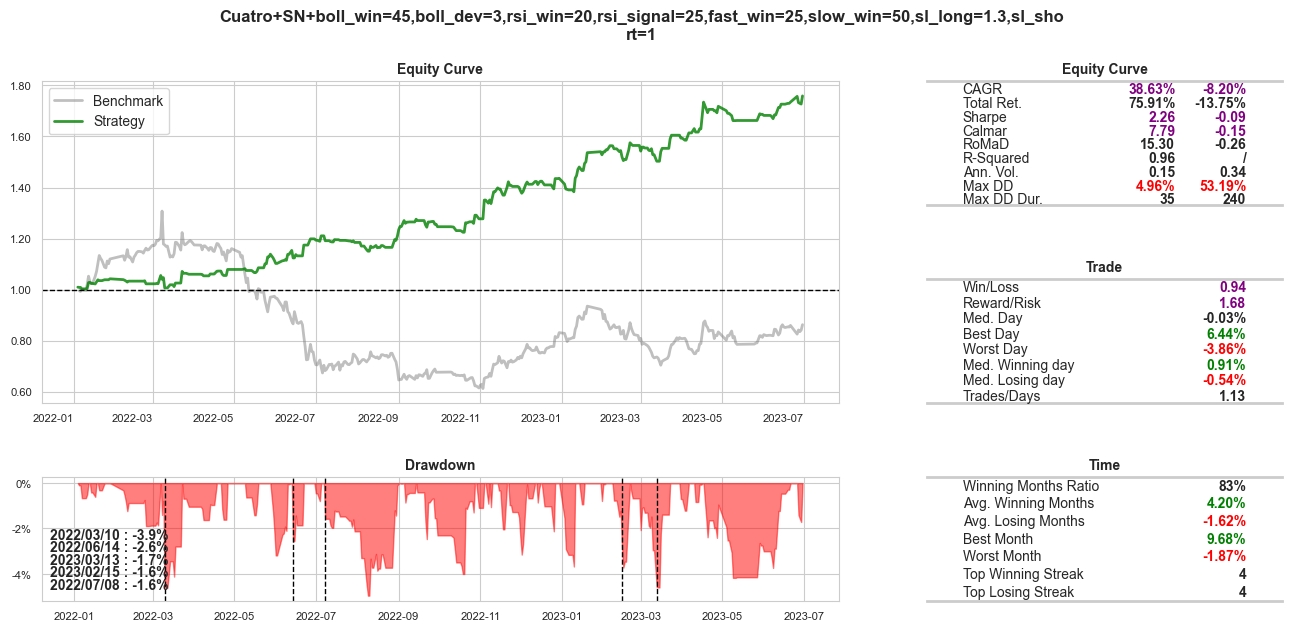 Cuatro+SN+boll_win=45,boll_dev=3,rsi_win=20,rsi_signal=25,fast_win=25,slow_win=50,sl_long=1.3,sl_sho
rt=1
Equity Curve
1.80
1.60
1.40
1.20
1.00
0.80
0.60
Benchmark
Strategy
2022-01 2022-03 2022-05 2022-07 2022-09 2022-11 2023-01 2023-03 2023-05 2023-07
Equity Curve
CAGR 38.63% -8.20%
Total Ret. 75.91% -13.75%
Sharpe 2.26 -0.09
Calmar 7.79 -0.15
RoMaD 15.30 -0.26
R-Squared 0.96 /
Ann. Vol. 0.15 0.34
Max DD 4.96% 53.19%
Max DD Dur. 35 240
Trade
Win/Loss 0.94
Reward/Risk 1.68
Med. Day -0.03%
Best Day 6.44%
Worst Day -3.86%
Med. Winning day 0.91%
Med. Losing day -0.54%
Trades/Days 1.13
Drawdown
0%
-2%
-4%
2022/03/10 : -3.9%
2022/06/14 : -2.6%
2023/03/13 : -1.7%
2023/02/15 : -1.6%
2022/07/08 : -1.6%
2022-01 2022-03 2022-05 2022-07 2022-09 2022-11 2023-01 2023-03 2023-05 2023-07
Time
Winning Months Ratio 83%
Avg. Winning Months 4.20%
Avg. Losing Months -1.62%
Best Month 9.68%
Worst Month -1.87%
Top Winning Streak 4
Top Losing Streak 4